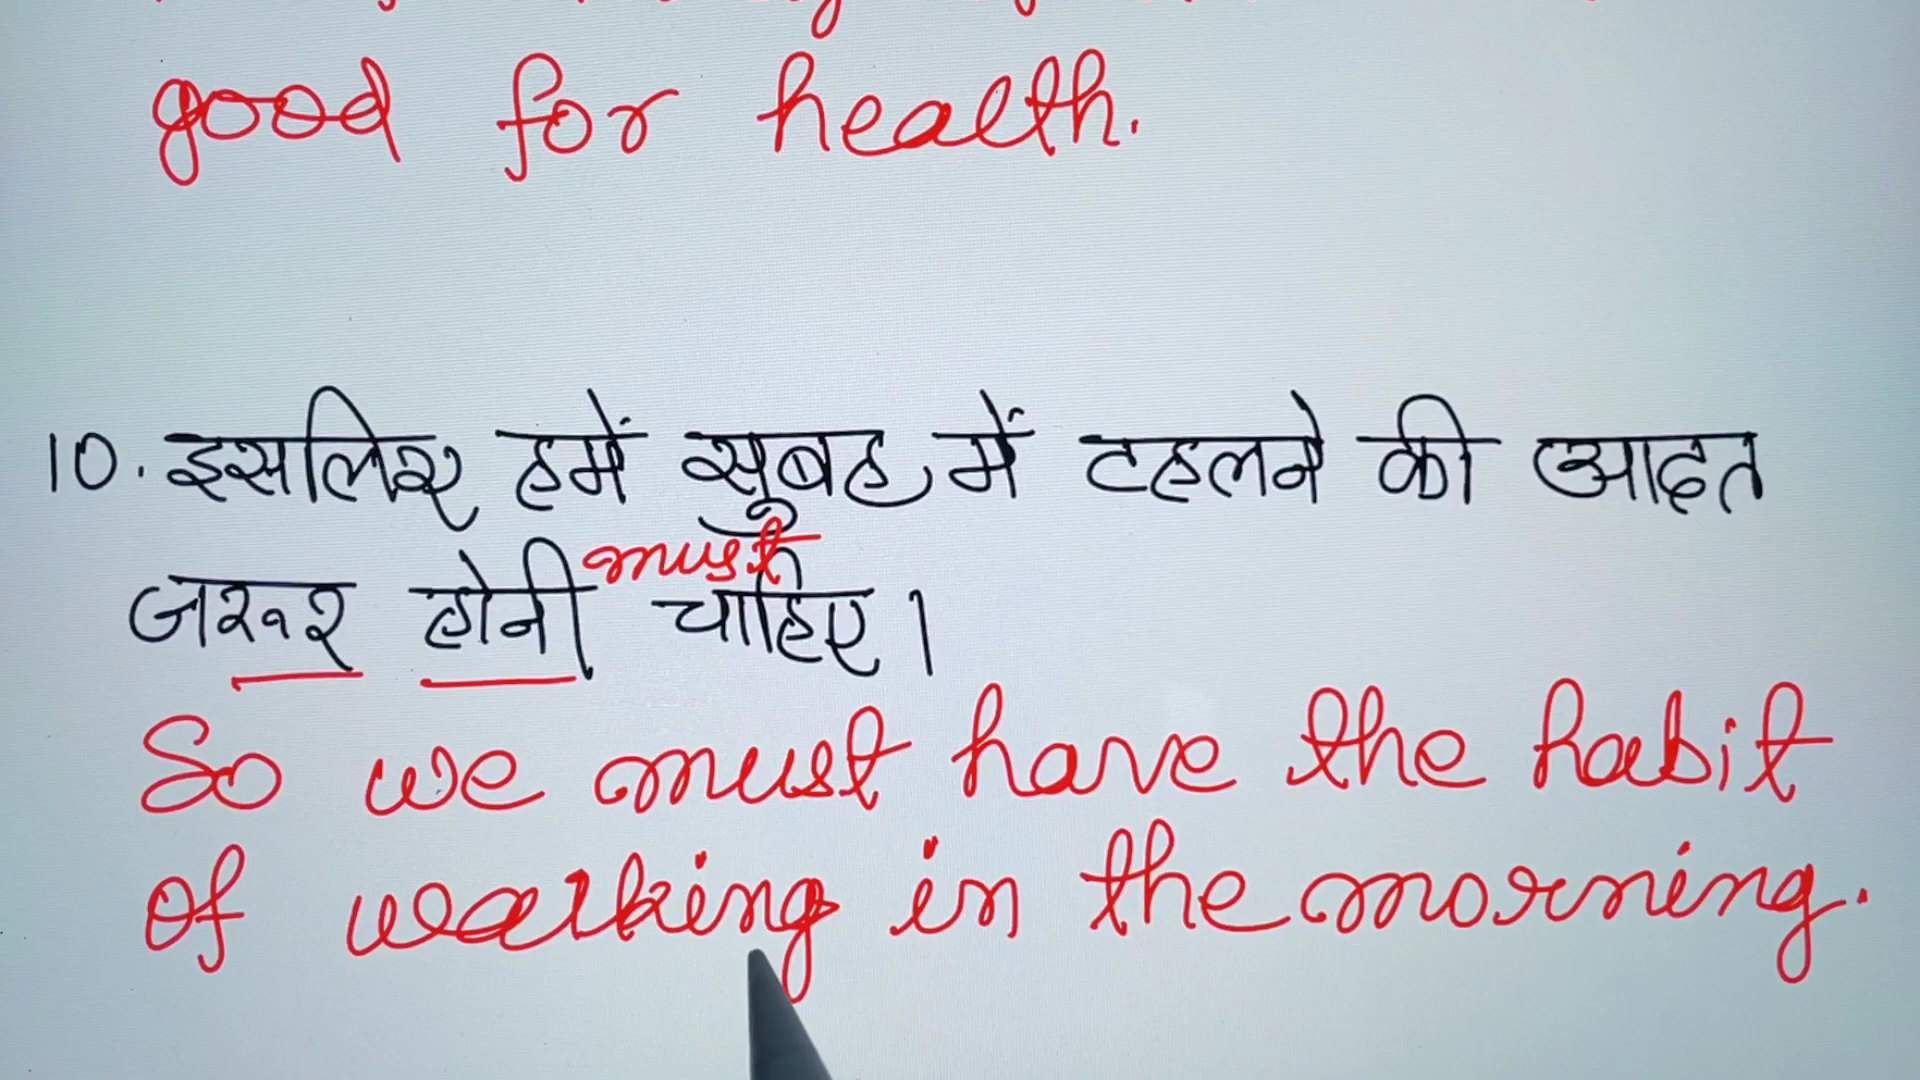 good for health.
10. इसलिए हमें सुबह में टहलने की आदत
must
जरूर होनी चाहिए।
So we must have the habit
of walking in the morning.